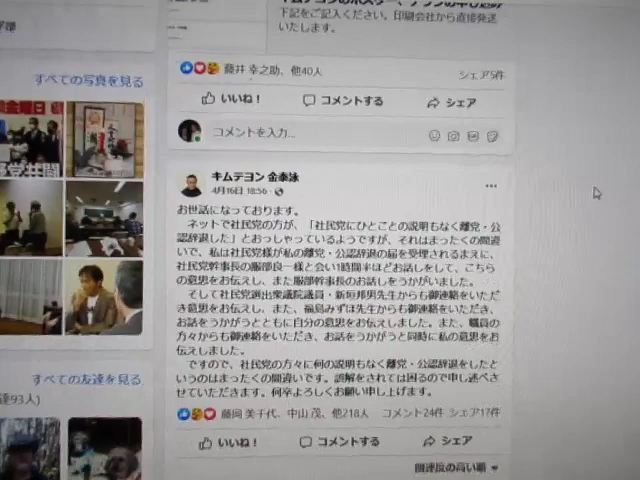 下記をご記入ください。印刷会社から直接発送
いたします。
藤井 幸之助、他40人
シェア5件
いいね！
コメントする
シェア
コメントを入力...
すべての写真を見る
金曜日
野党共闘
すべての友達を見る
キムテヨン 金泰泳
4月16日 18:56
お世話になっております。
ネットで社民党の方が、「社民党にひとことの説明もなく離党・公
認辞退した」とおっしゃっているようですが、それはまったくの間違
いで、私は社民党様が私の離党・公認辞退の届を受理されるまえに、
社民党幹事長の服部良一様と会い1時間半ほどお話をして、こちら
の意思をお伝えし、また服部幹事長のお話をうかがいました。
そして社民党選出衆議院議員・新垣邦男先生からも御連絡をいただ
き意思をお伝えし、また、福島みずほ先生からも御連絡をいただき、
お話をうかがうとともに自分の意思をお伝えしました。また、職員の
方々からも御連絡をいただき、お話をうかがうと同時に私の意思をお
伝えしました。
ですので、社民党の方々に何の説明もなく離党・公認辞退をしたと
いうのはまったくの間違いです。誤解をされては困るので申し述べさ
せていただきます。何卒よろしくお願い申し上げます。
藤岡 美千代、中山 茂、他218人
コメント24件 シェア17件
いいね！
コメントする
シェア
関連度の高い順